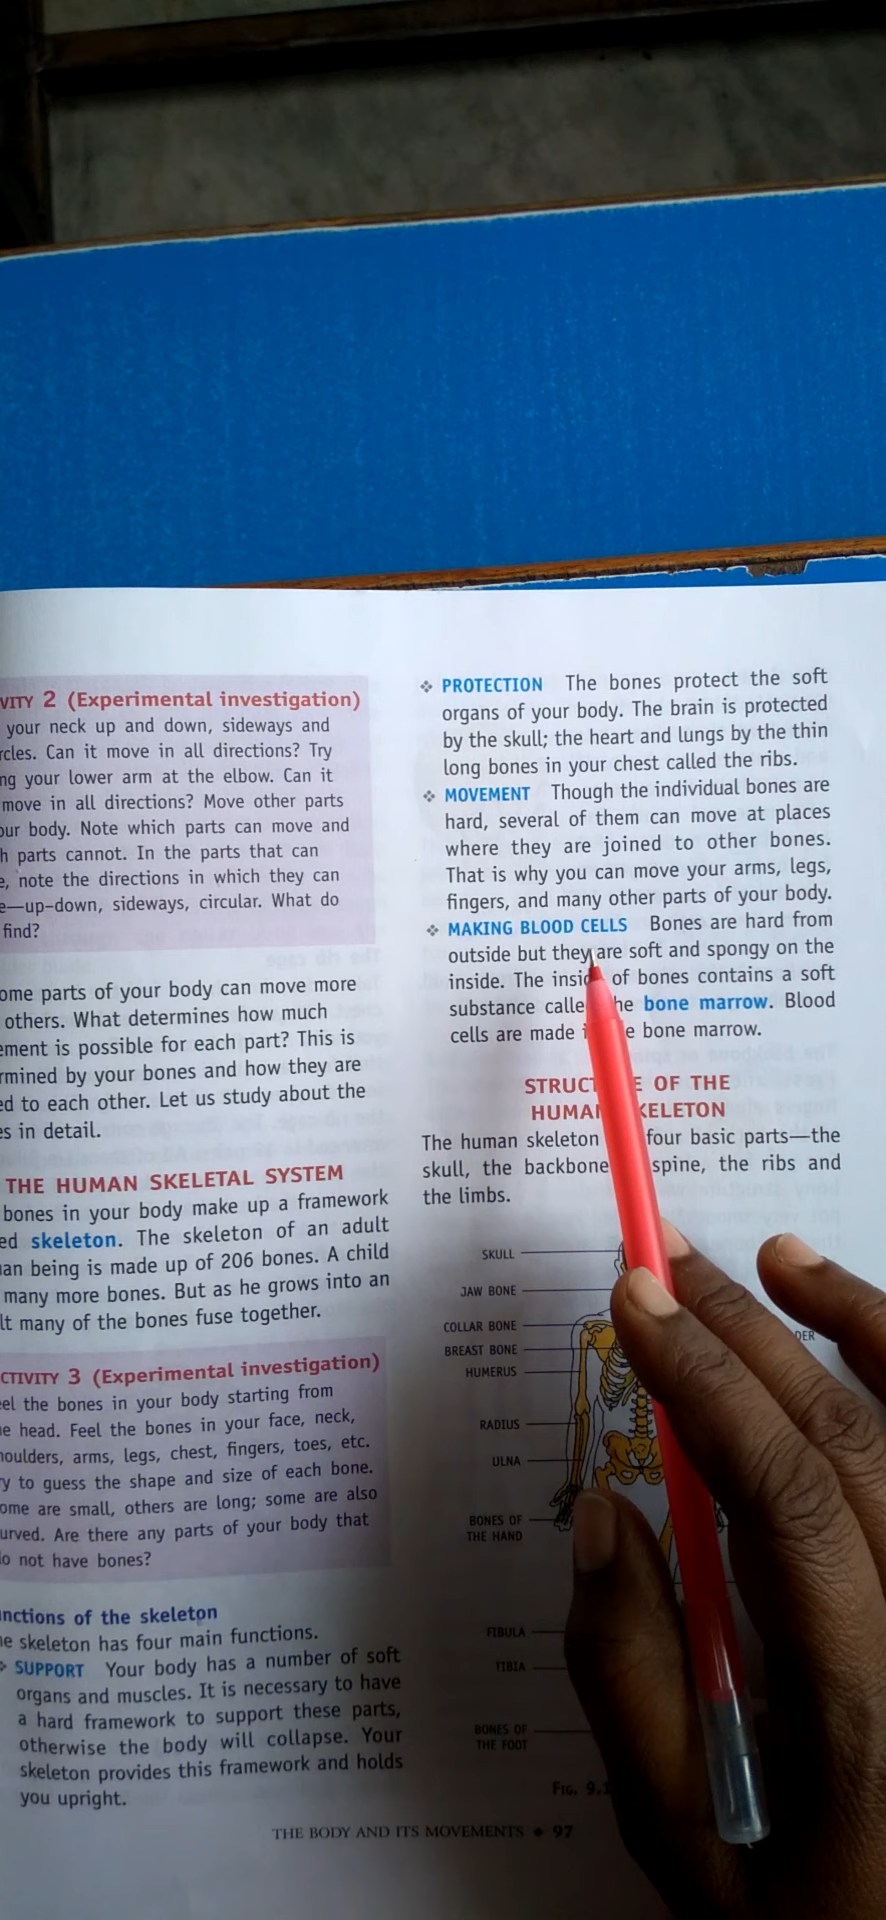 VITY 2 (Experimental investigation)
your neck up and down, sideways and
rcles. Can it move in all directions? Try
ng your lower arm at the elbow. Can it
move in all directions? Move other parts
our body. Note which parts can move and
h parts cannot. In the parts that can
e, note the directions in which they can
e—up-down, sideways, circular. What do
find?
ome parts of your body can move more
others. What determines how much
ement is possible for each part? This is
rmined by your bones and how they are
ed to each other. Let us study about the
es in detail.
THE HUMAN SKELETAL SYSTEM
bones in your body make up a framework
ed skeleton. The skeleton of an adult
an being is made up of 206 bones. A child
many more bones. But as he grows into an
lt many of the bones fuse together.
CTIVITY 3 (Experimental investigation)
eel the bones in your body starting from
e head. Feel the bones in your face, neck,
houlders, arms, legs, chest, fingers, toes, etc.
y to guess the shape and size of each bone.
ome are small, others are long; some are also
urved. Are there any parts of your body that
o not have bones?
nctions of the skeleton
e skeleton has four main functions.
❖ SUPPORT Your body has a number of soft
organs and muscles. It is necessary to have
a hard framework to support these parts,
otherwise the body will collapse. Your
skeleton provides this framework and holds
you upright.
❖ PROTECTION The bones protect the soft
organs of your body. The brain is protected
by the skull; the heart and lungs by the thin
long bones in your chest called the ribs.
❖ MOVEMENT Though the individual bones are
hard, several of them can move at places
where they are joined to other bones.
That is why you can move your arms, legs,
fingers, and many other parts of your body.
❖ MAKING BLOOD CELLS Bones are hard from
outside but they are soft and spongy on the
inside. The insid of bones contains a soft
substance calle he bone marrow. Blood
cells are made i e bone marrow.
STRUCT E OF THE
HUMAN KELETON
The human skeleton four basic parts—the
skull, the backbone spine, the ribs and
the limbs.
SKULL
JAW BONE
COLLAR BONE
BREAST BONE
HUMERUS
DER
RADIUS
ULNA
BONES OF
THE HAND
FIBULA
TIBIA
BONES OF
THE FOOT
FIG. 9.
THE BODY AND ITS MOVEMENTS ◆ 97